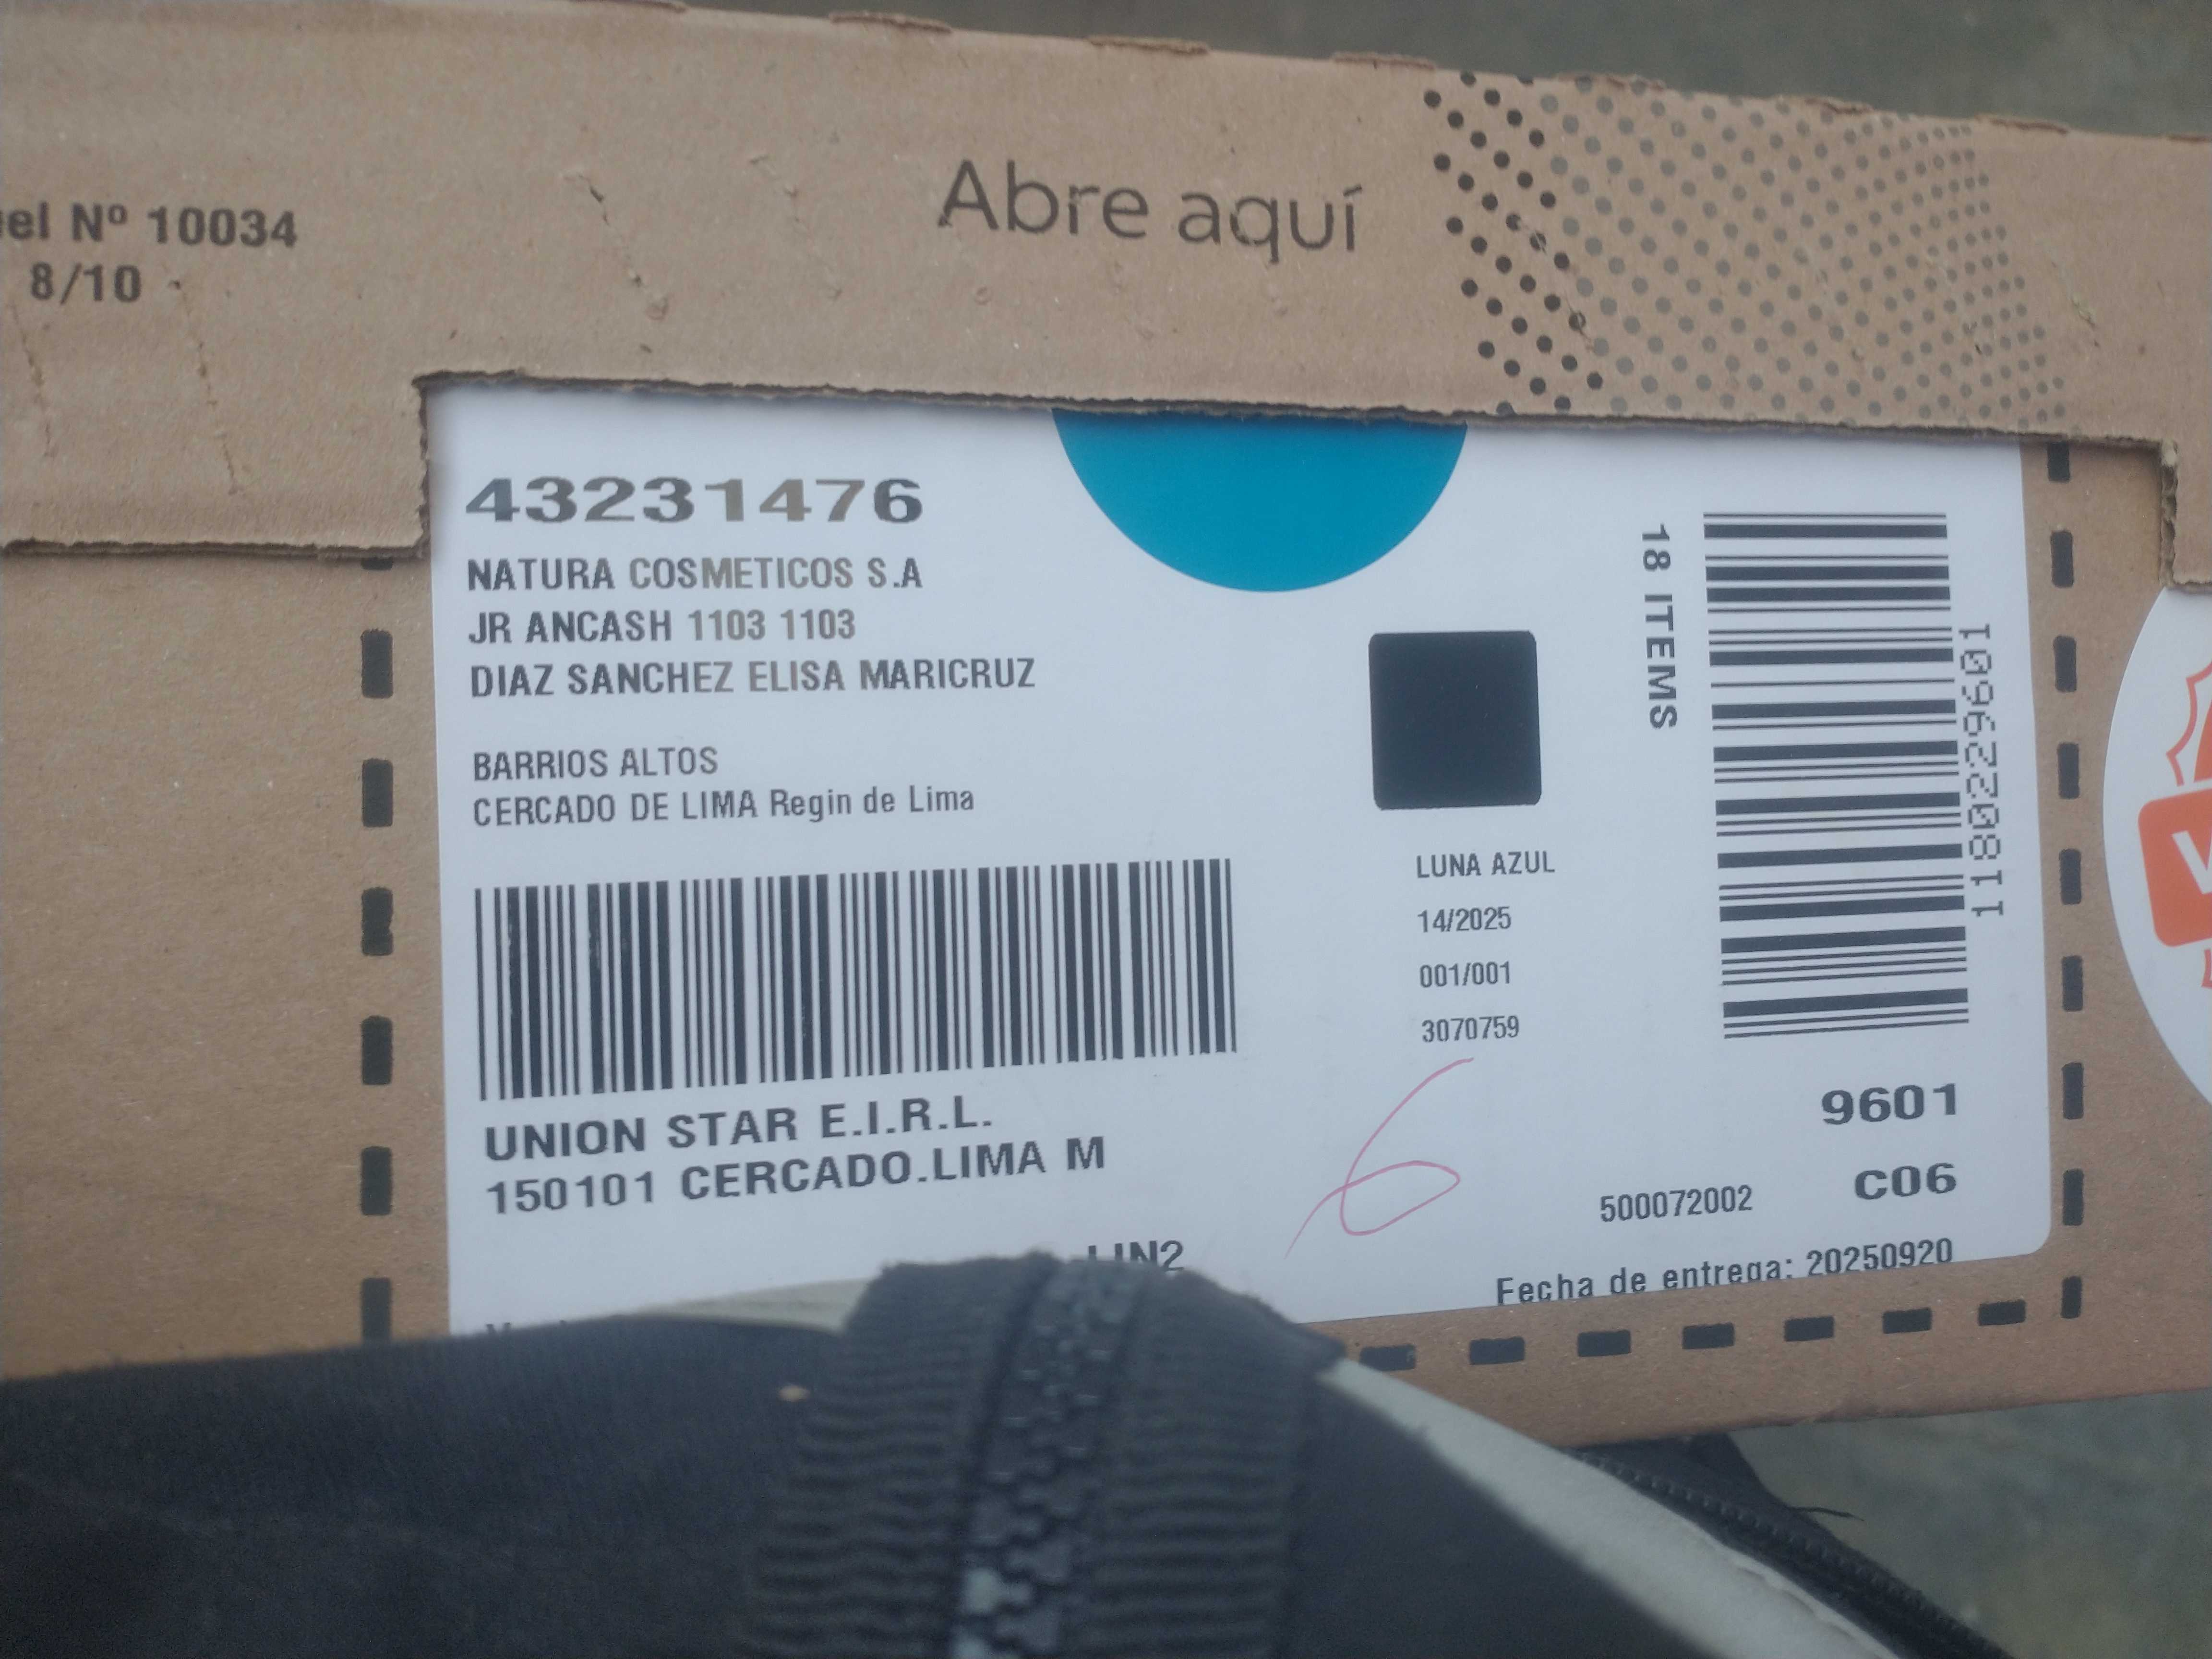 Nº 10034
8/10
Abre aquí
43231476
NATURA COSMETICOS S.A
JR ANCASH 1103 1103
DIAZ SANCHEZ ELISA MARICRUZ
BARRIOS ALTOS
CERCADO DE LIMA Regin de Lima
UNION STAR E.I.R.L.
150101 CERCADO.LIMA M
LUNA AZUL
14/2025
001/001
3070759
6
18 ITEMS
118022229601
9601
500072002 C06
Fecha de entrega: 20250920